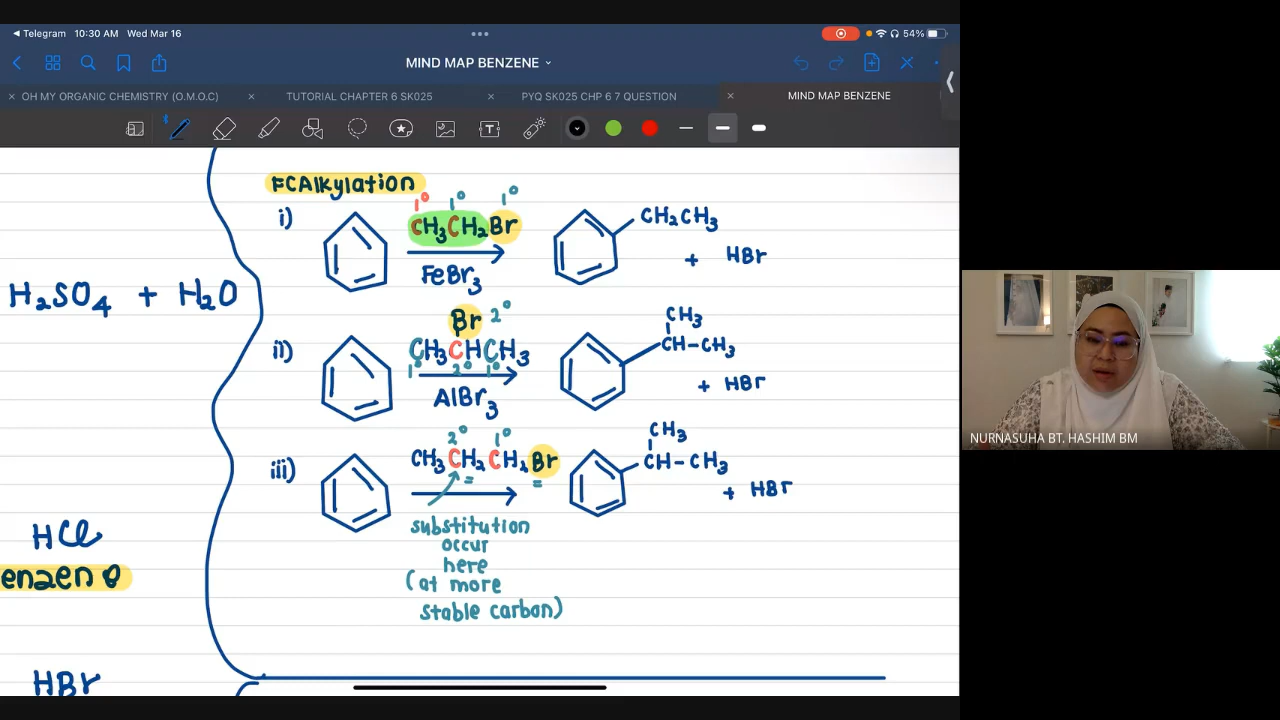 Telegram 10:30 AM Wed Mar 16 54%
MIND MAP BENZENE
OH MY ORGANIC CHEMISTRY (O.M.O.C) TUTORIAL CHAPTER 6 SK025 PYQ SK025 CHP 6 7 QUESTION MIND MAP BENZENE
FCAlkylation
1° 1° 1°
i) CH₃CH₂Br CH₂CH₃
FeBr₃ + HBr
H₂SO₄ + H₂O
Br 2° CH₃
ii) CH₃CHCH₃ CH-CH₃
1° 2° 1°
AlBr₃ + HBr
2° 1° CH₃
iii) CH₃CH₂CH₂Br CH-CH₃
+ HBr
substitution
occur
here
(at more
stable carbon)
HCl
enzene
HBr
NURNASUHA BT. HASHIM BM